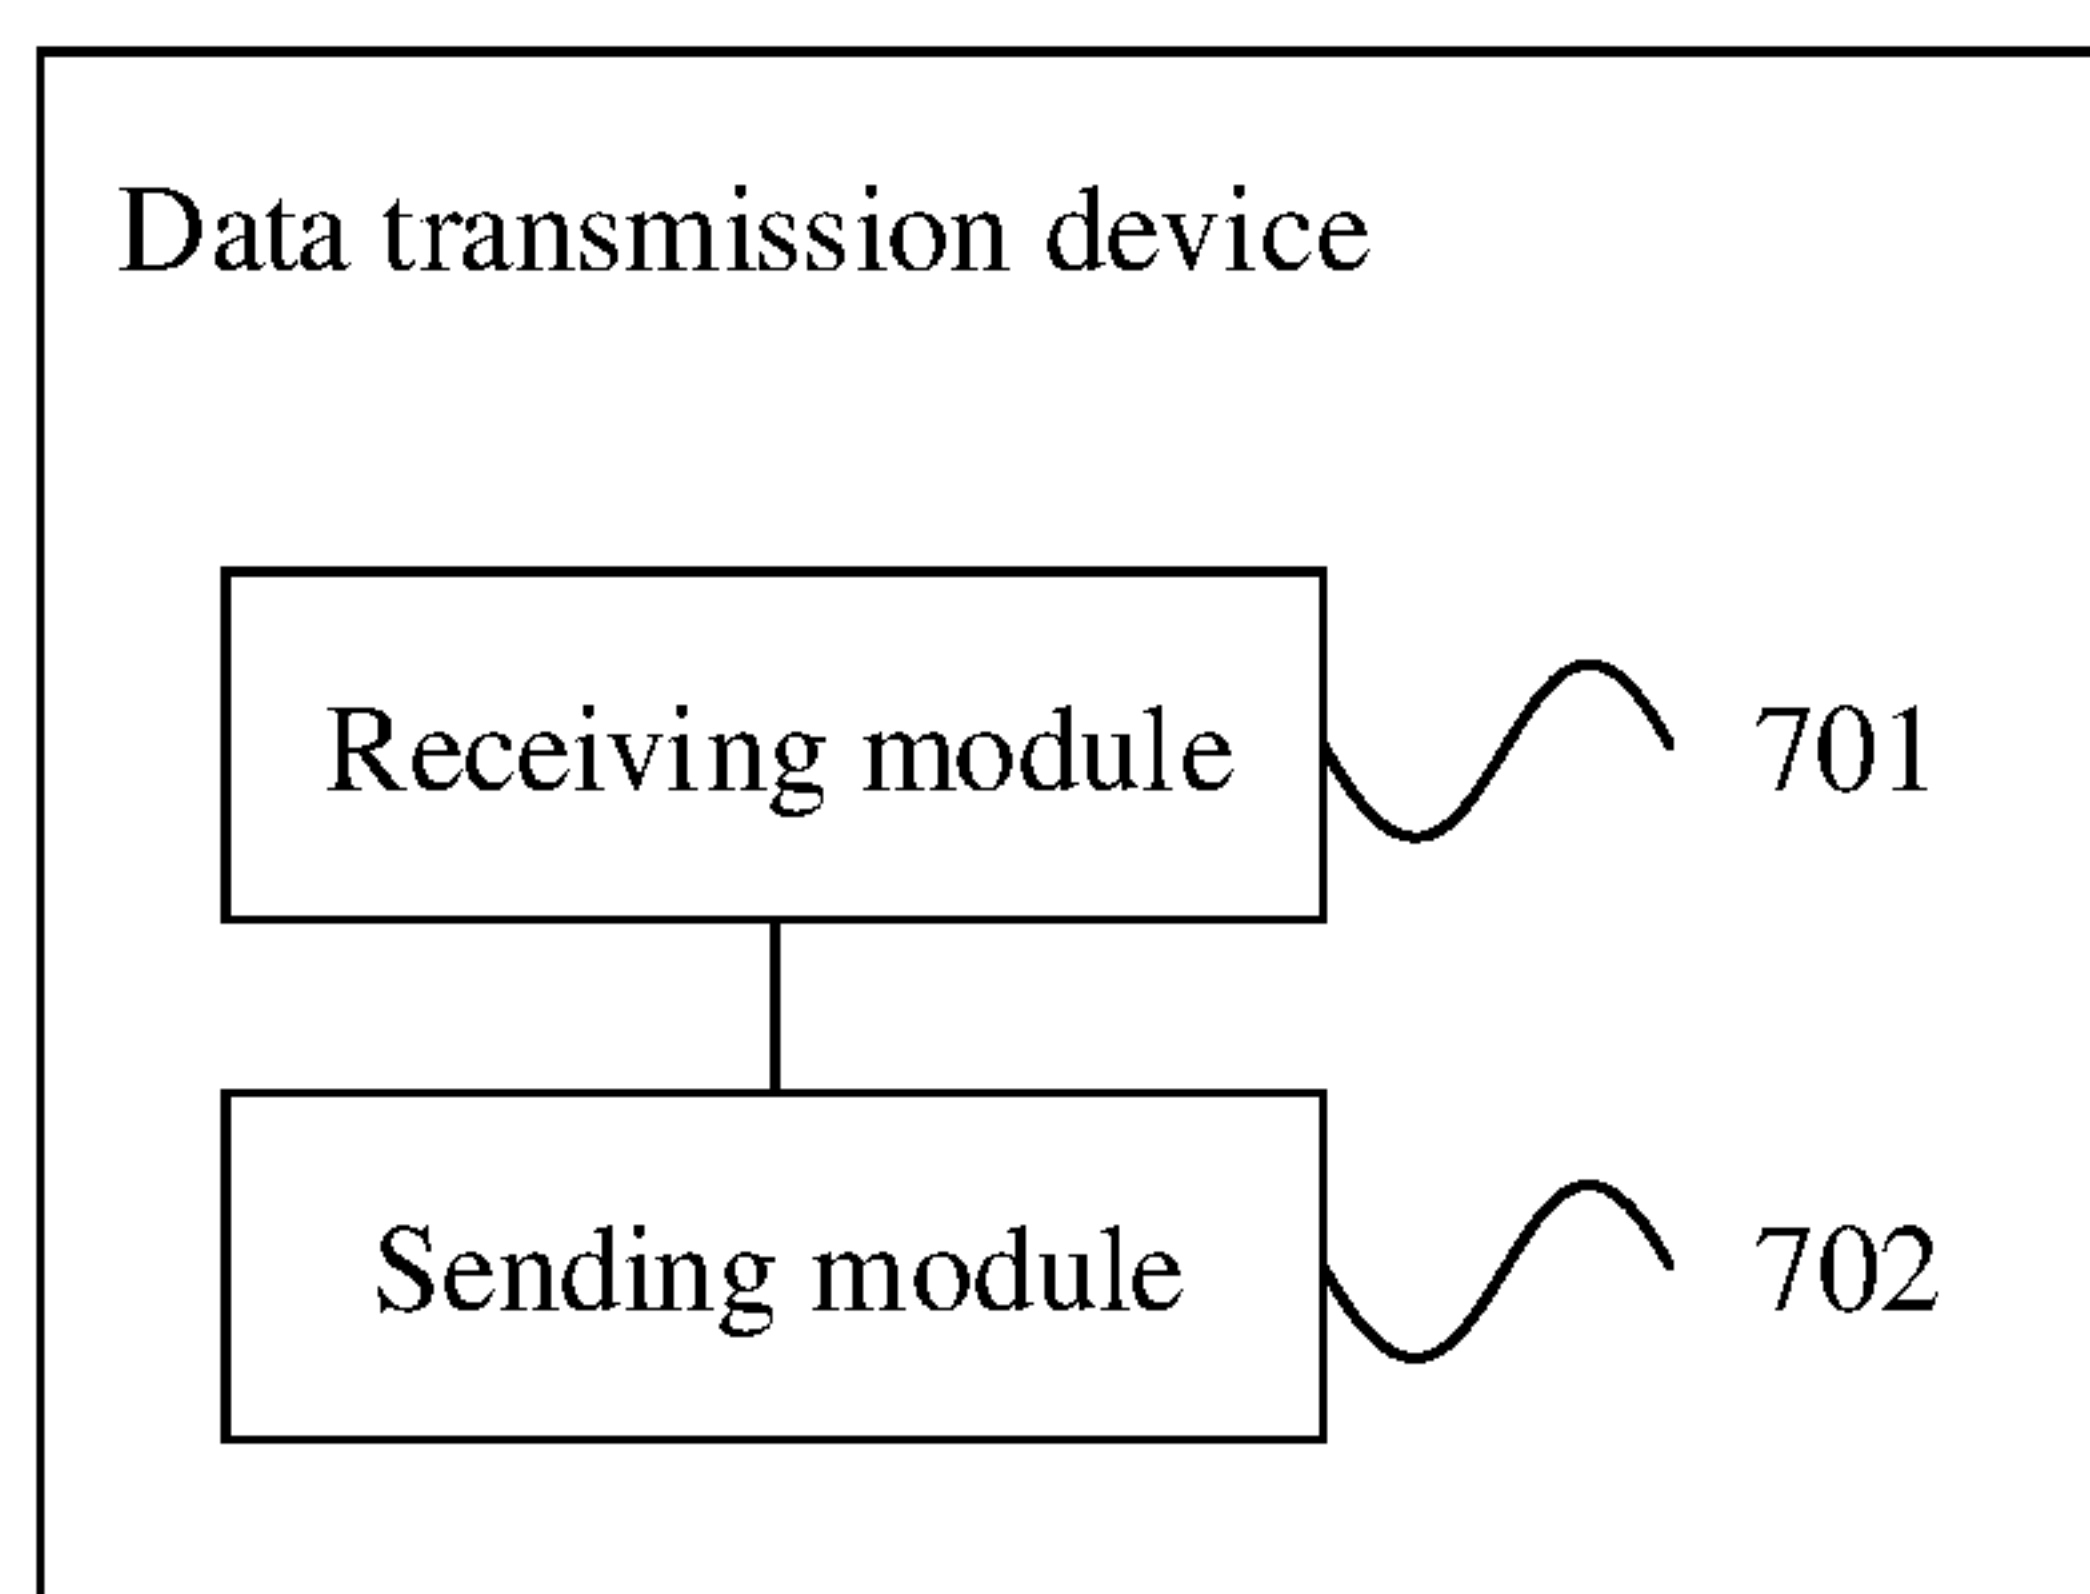 Data transmission device
Receiving module 701
Sending module 702